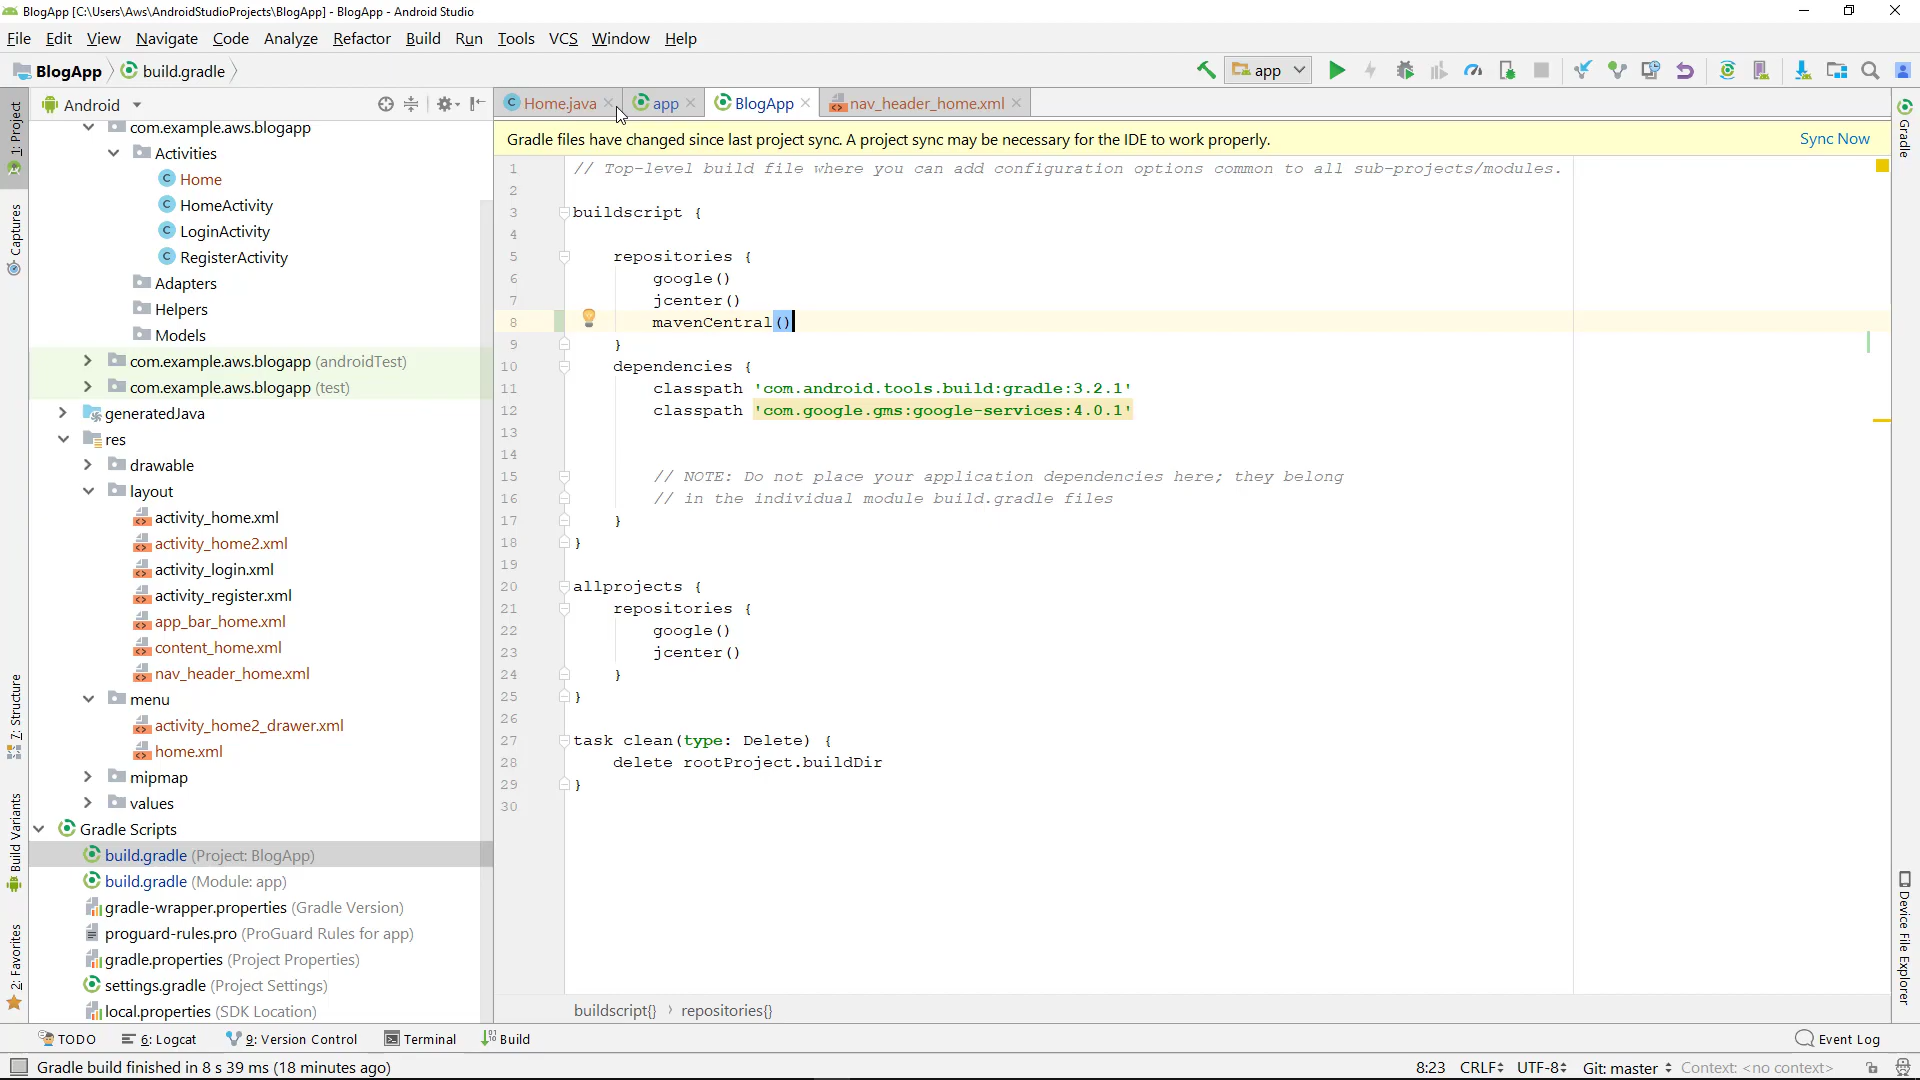 BlogApp [C:\Users\Aws\AndroidStudioProjects\BlogApp] - BlogApp - Android Studio
File Edit View Navigate Code Analyze Refactor Build Run Tools VCS Window Help
BlogApp build.gradle app
Android Home.java app BlogApp nav_header_home.xml
1: Project
Captures
7: Structure
Build Variants
2: Favorites
com.example.aws.blogapp
Activities
Home
HomeActivity
LoginActivity
RegisterActivity
Adapters
Helpers
Models
com.example.aws.blogapp (androidTest)
com.example.aws.blogapp (test)
generatedJava
res
drawable
layout
activity_home.xml
activity_home2.xml
activity_login.xml
activity_register.xml
app_bar_home.xml
content_home.xml
nav_header_home.xml
menu
activity_home2_drawer.xml
home.xml
mipmap
values
Gradle Scripts
build.gradle (Project: BlogApp)
build.gradle (Module: app)
gradle-wrapper.properties (Gradle Version)
proguard-rules.pro (ProGuard Rules for app)
gradle.properties (Project Properties)
settings.gradle (Project Settings)
local.properties (SDK Location)
Gradle files have changed since last project sync. A project sync may be necessary for the IDE to work properly. Sync Now
1 // Top-level build file where you can add configuration options common to all sub-projects/modules.
2
3 buildscript {
4
5 repositories {
6 google()
7 jcenter()
8 mavenCentral()
9 }
10 dependencies {
11 classpath 'com.android.tools.build:gradle:3.2.1'
12 classpath 'com.google.gms:google-services:4.0.1'
13
14
15 // NOTE: Do not place your application dependencies here; they belong
16 // in the individual module build.gradle files
17 }
18 }
19
20 allprojects {
21 repositories {
22 google()
23 jcenter()
24 }
25 }
26
27 task clean(type: Delete) {
28 delete rootProject.buildDir
29 }
30
buildscript{} › repositories{}
Gradle
Device File Explorer
TODO 6: Logcat 9: Version Control Terminal Build Event Log
Gradle build finished in 8 s 39 ms (18 minutes ago) 8:23 CRLF UTF-8 Git: master Context: <no context>